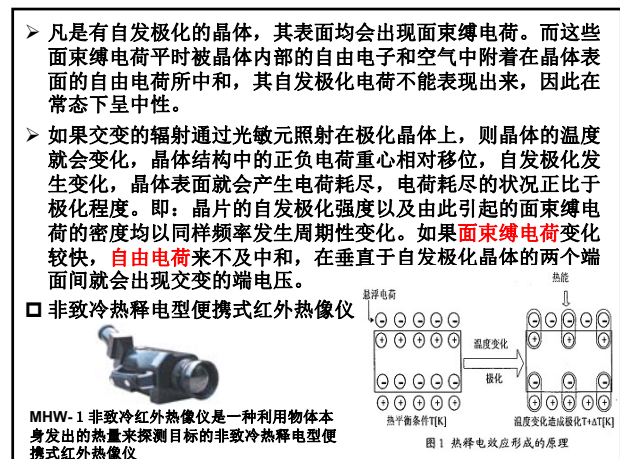 ➢ 凡是有自发极化的晶体，其表面均会出现面束缚电荷。而这些
面束缚电荷平时被晶体内部的自由电子和空气中附着在晶体表
面的自由电荷所中和，其自发极化电荷不能表现出来，因此在
常态下呈中性。
➢ 如果交变的辐射通过光敏元照射在极化晶体上，则晶体的温度
就会变化，晶体结构中的正负电荷重心相对移位，自发极化发
生变化，晶体表面就会产生电荷耗尽，电荷耗尽的状况正比于
极化程度。即：晶片的自发极化强度以及由此引起的面束缚电
荷的密度均以同样频率发生周期性变化。如果面束缚电荷变化
较快，自由电荷来不及中和，在垂直于自发极化晶体的两个端
面间就会出现交变的端电压。
非致冷热释电型便携式红外热像仪
MHW- 1 非致冷红外热像仪是一种利用物体本
身发出的热量来探测目标的非致冷热释电型便
携式红外热像仪
悬浮电荷
热能
温度变化
极化
热平衡条件T[K]
温度变化造成极化T+ΔT[K]
图1 热释电效应形成的原理